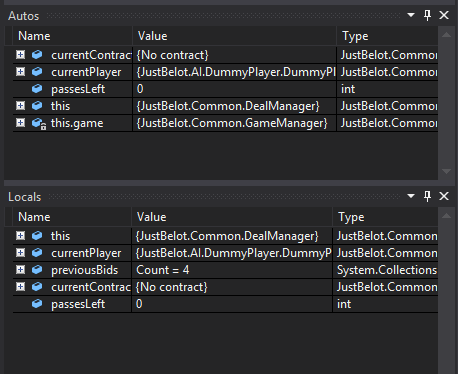 Autos
Name Value Type
currentContrac {No contract} JustBelot.Common
currentPlayer {JustBelot.AI.DummyPlayer.DummyPl JustBelot.Common
passesLeft 0 int
this {JustBelot.Common.DealManager} JustBelot.Common
this.game {JustBelot.Common.GameManager} JustBelot.Common
Locals
Name Value Type
this {JustBelot.Common.DealManager} JustBelot.Common
currentPlayer {JustBelot.AI.DummyPlayer.DummyP JustBelot.Common
previousBids Count = 4 System.Collections
currentContrac {No contract} JustBelot.Common
passesLeft 0 int